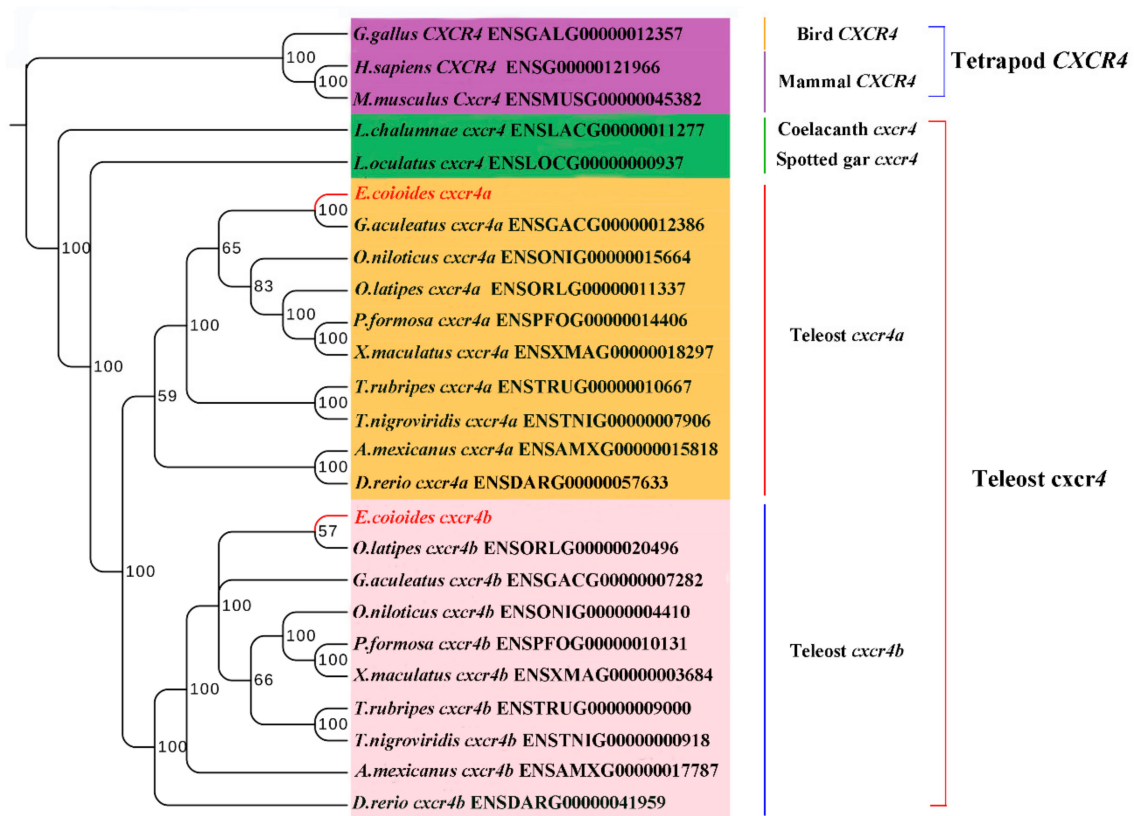 G.gallus CXCR4 ENSGALG00000012357
H.sapiens CXCR4 ENSG00000121966
M.musculus Cxcr4 ENSMUSG00000045382
L.chalumnae cxcr4 ENSLACG00000011277
L.oculatus cxcr4 ENSLOCG00000000937
E.coioides cxcr4a
G.aculeatus cxcr4a ENSGACG00000012386
O.niloticus cxcr4a ENSONIG00000015664
O.latipes cxcr4a ENSORLG00000011337
P.formosa cxcr4a ENSPFOG00000014406
X.maculatus cxcr4a ENSXMAG00000018297
T.rubripes cxcr4a ENSTRUG00000010667
T.nigroviridis cxcr4a ENSTNIG00000007906
A.mexicanus cxcr4a ENSAMXG00000015818
D.rerio cxcr4a ENSDARG00000057633
E.coioides cxcr4b
O.latipes cxcr4b ENSORLG00000020496
G.aculeatus cxcr4b ENSGACG00000007282
O.niloticus cxcr4b ENSONIG00000004410
P.formosa cxcr4b ENSPFOG00000010131
X.maculatus cxcr4b ENSXMAG00000003684
T.rubripes cxcr4b ENSTRUG00000009000
T.nigroviridis cxcr4b ENSTNIG00000000918
A.mexicanus cxcr4b ENSAMXG00000017787
D.rerio cxcr4b ENSDARG00000041959
100
100
100
100
65
83
100
100
100
100
59
100
100
57
100
100
100
100
66
100
100
100
Bird CXCR4
Mammal CXCR4
Coelacanth cxcr4
Spotted gar cxcr4
Teleost cxcr4a
Teleost cxcr4b
Tetrapod CXCR4
Teleost cxcr4